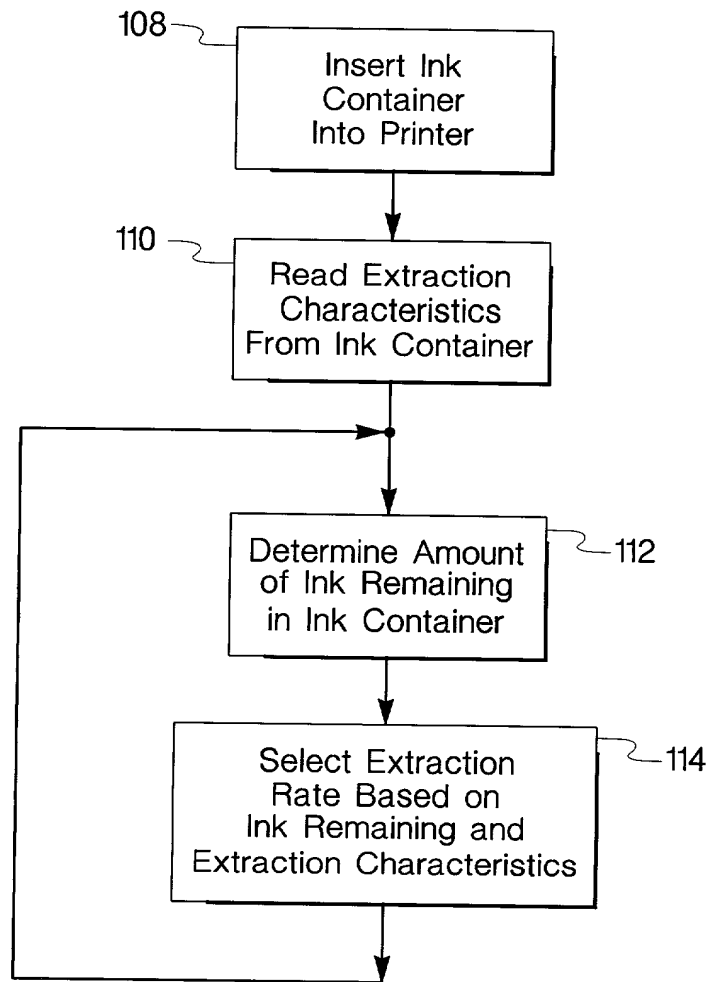 108
Insert Ink
Container
Into Printer
110
Read Extraction
Characteristics
From Ink Container
Determine Amount
of Ink Remaining
in Ink Container
112
Select Extraction
Rate Based on
Ink Remaining and
Extraction Characteristics
114